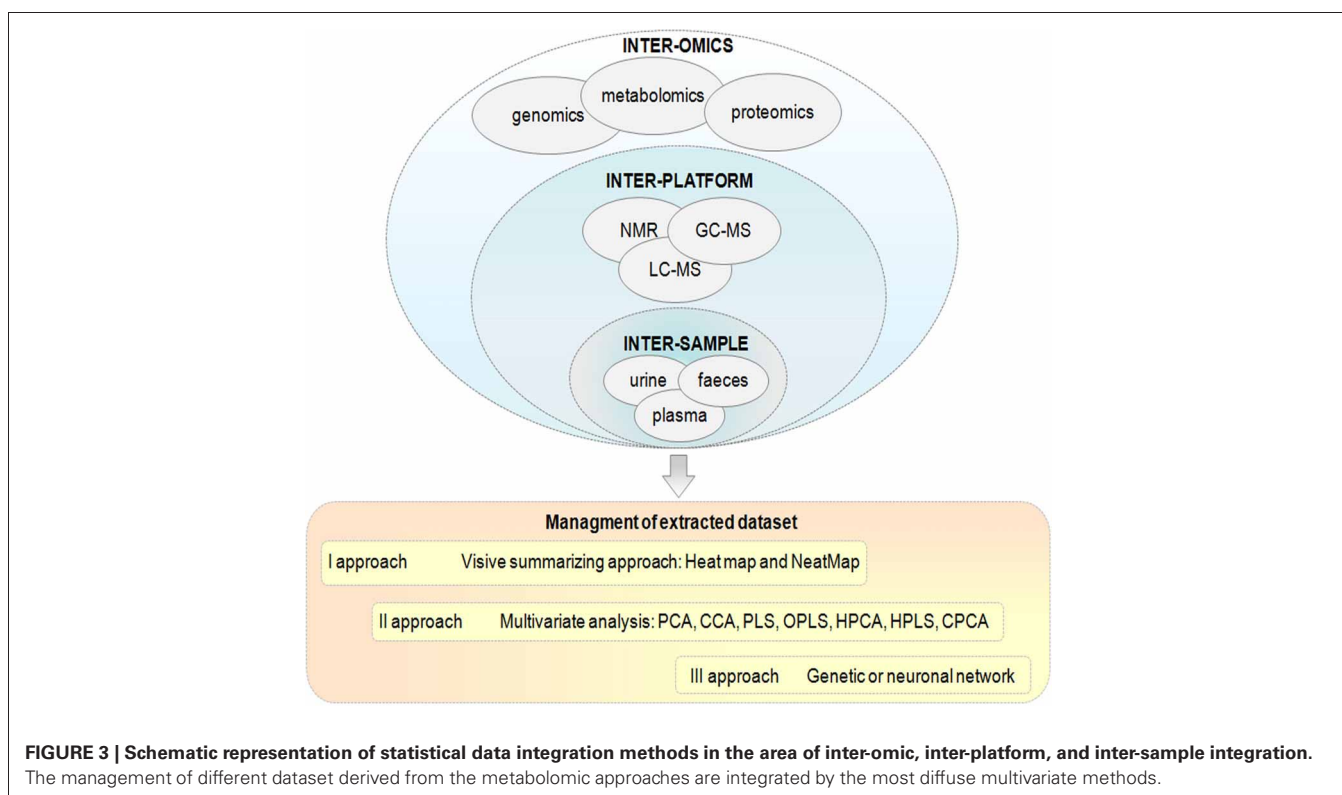 INTER-OMICS
genomics
metabolomics
proteomics
INTER-PLATFORM
NMR
GC-MS
LC-MS
INTER-SAMPLE
urine
faeces
plasma
Managment of extracted dataset
I approach Visive summarizing approach: Heat map and NeatMap
II approach Multivariate analysis: PCA, CCA, PLS, OPLS, HPCA, HPLS, CPCA
III approach Genetic or neuronal network
FIGURE 3 | Schematic representation of statistical data integration methods in the area of inter-omic, inter-platform, and inter-sample integration.
The management of different dataset derived from the metabolomic approaches are integrated by the most diffuse multivariate methods.